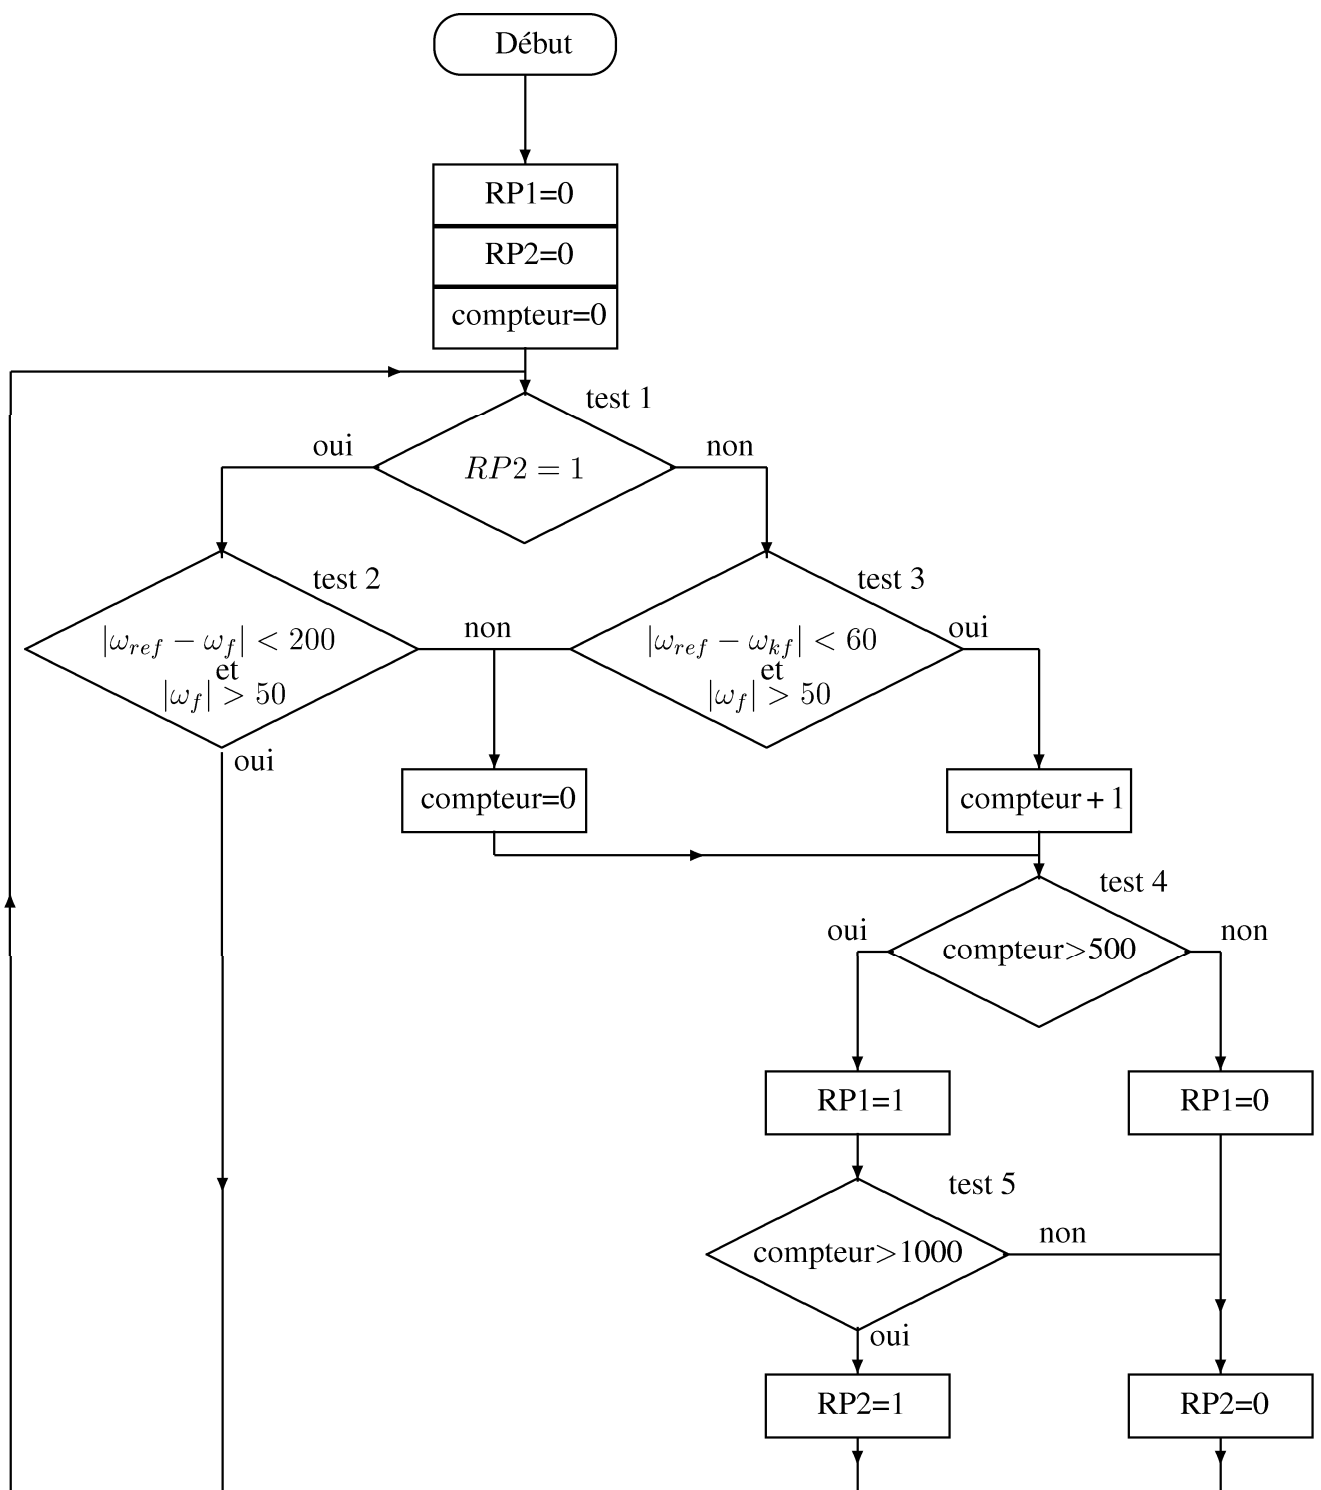 Début
RP1=0
RP2=0
compteur=0
test 1
oui
non
RP2 = 1
test 2
test 3
|ω_ref − ω_f| < 200
et
|ω_f| > 50
non
|ω_ref − ω_kf| < 60
et
|ω_f| > 50
oui
oui
compteur=0
compteur + 1
test 4
oui
non
compteur>500
RP1=1
RP1=0
test 5
non
compteur>1000
oui
RP2=1
RP2=0